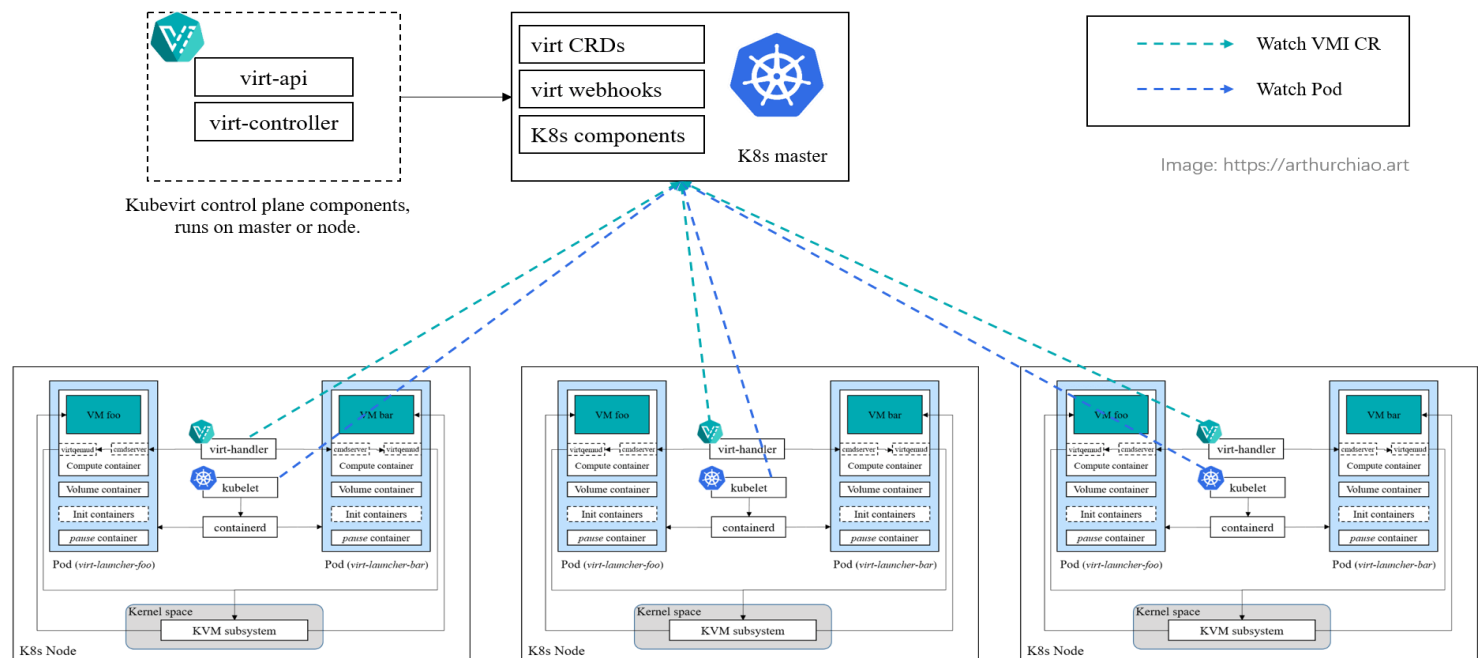 virt-api
virt-controller
Kubevirt control plane components,
runs on master or node.
virt CRDs
virt webhooks
K8s components
K8s master
Watch VMI CR
Watch Pod
Image: https://arthurchiao.art
VM foo
virtqemud
cmdserver
Compute container
Volume container
Init containers
pause container
Pod (virt-launcher-foo)
virt-handler
kubelet
containerd
VM bar
cmdserver
virtqemud
Compute container
Volume container
Init containers
pause container
Pod (virt-launcher-bar)
Kernel space
KVM subsystem
K8s Node
VM foo
virtqemud
cmdserver
Compute container
Volume container
Init containers
pause container
Pod (virt-launcher-foo)
virt-handler
kubelet
containerd
VM bar
cmdserver
virtqemud
Compute container
Volume container
Init containers
pause container
Pod (virt-launcher-bar)
Kernel space
KVM subsystem
K8s Node
VM foo
virtqemud
cmdserver
Compute container
Volume container
Init containers
pause container
Pod (virt-launcher-foo)
virt-handler
kubelet
containerd
VM bar
cmdserver
virtqemud
Compute container
Volume container
Init containers
pause container
Pod (virt-launcher-bar)
Kernel space
KVM subsystem
K8s Node